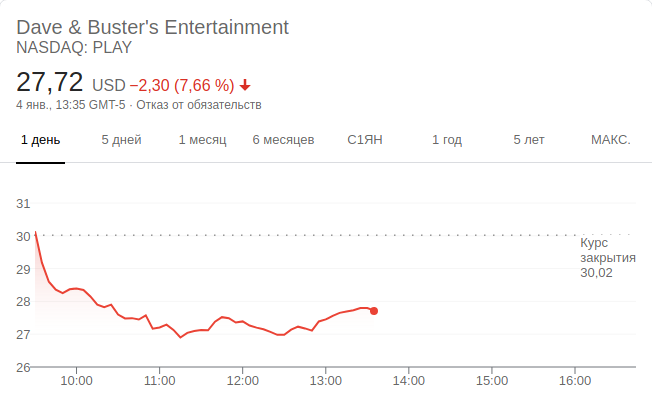 Dave & Buster's Entertainment
NASDAQ: PLAY
27,72 USD −2,30 (7,66 %)
4 янв., 13:35 GMT-5 · Отказ от обязательств
1 день 5 дней 1 месяц 6 месяцев С1ЯН 1 год 5 лет МАКС.
31
30
Курс
закрытия
30,02
29
28
27
26
10:00 11:00 12:00 13:00 14:00 15:00 16:00